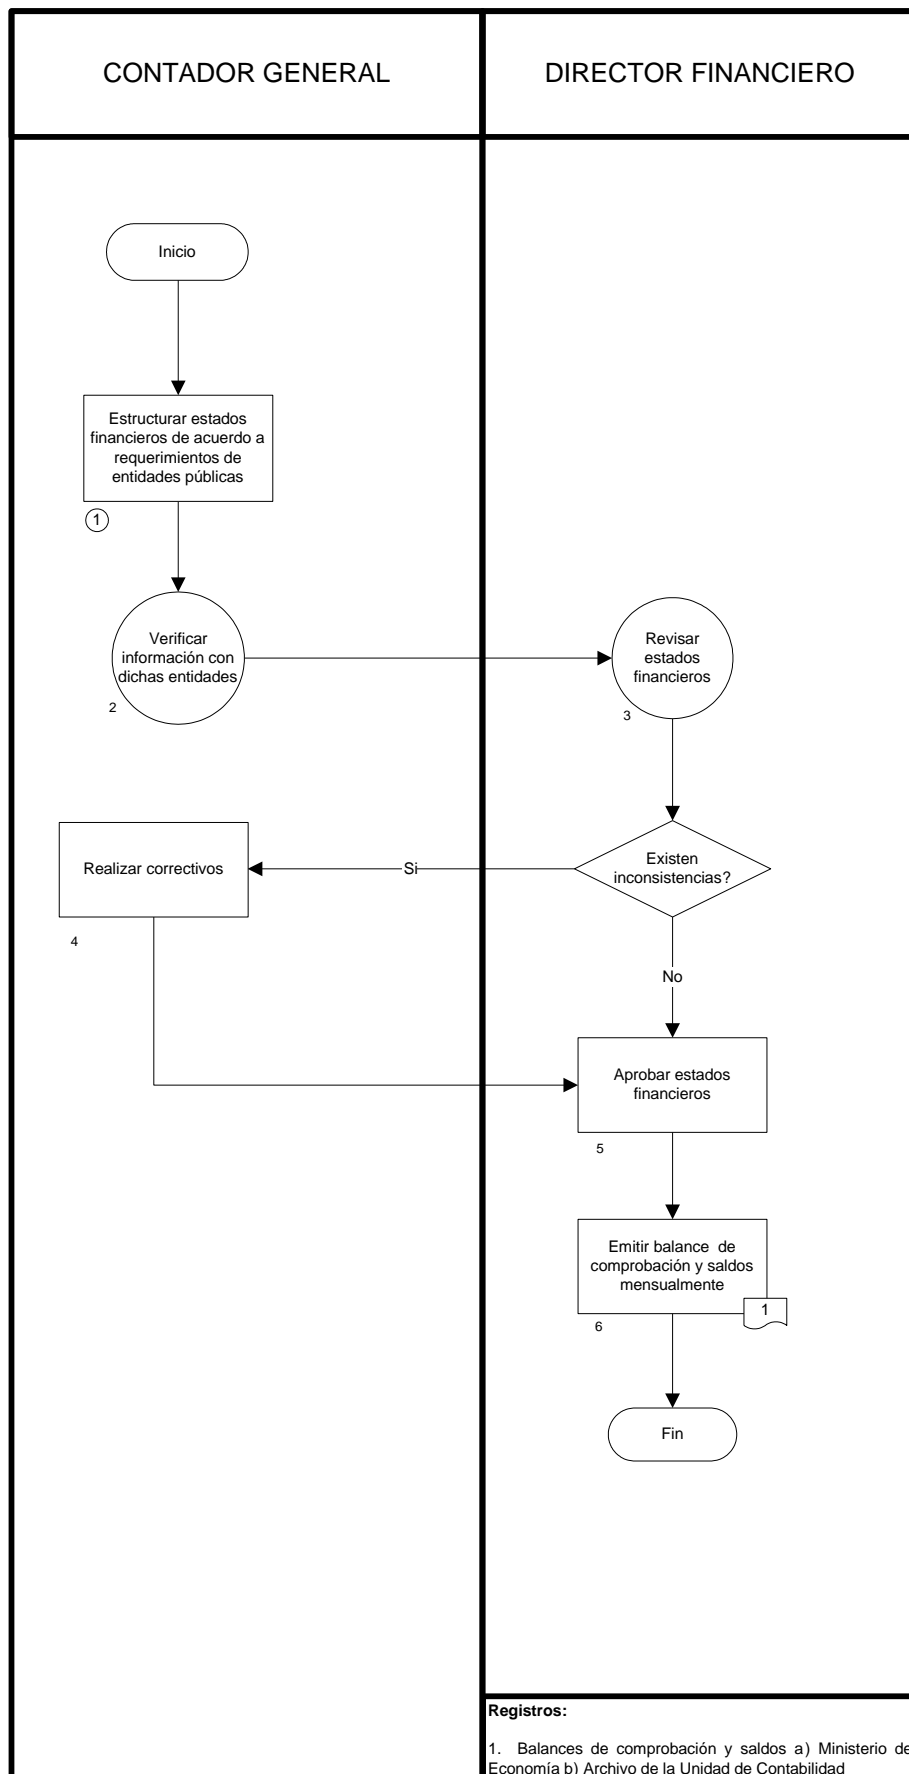 CONTADOR GENERAL
DIRECTOR FINANCIERO
Inicio
Estructurar estados
financieros de acuerdo a
requerimientos de
entidades públicas
1
Verificar
información con
dichas entidades
2
Revisar
estados
financieros
3
Existen
inconsistencias?
Si
Realizar correctivos
4
No
Aprobar estados
financieros
5
Emitir balance de
comprobación y saldos
mensualmente
1
6
Fin
Registros:
1. Balances de comprobación y saldos a) Ministerio de
Economía b) Archivo de la Unidad de Contabilidad